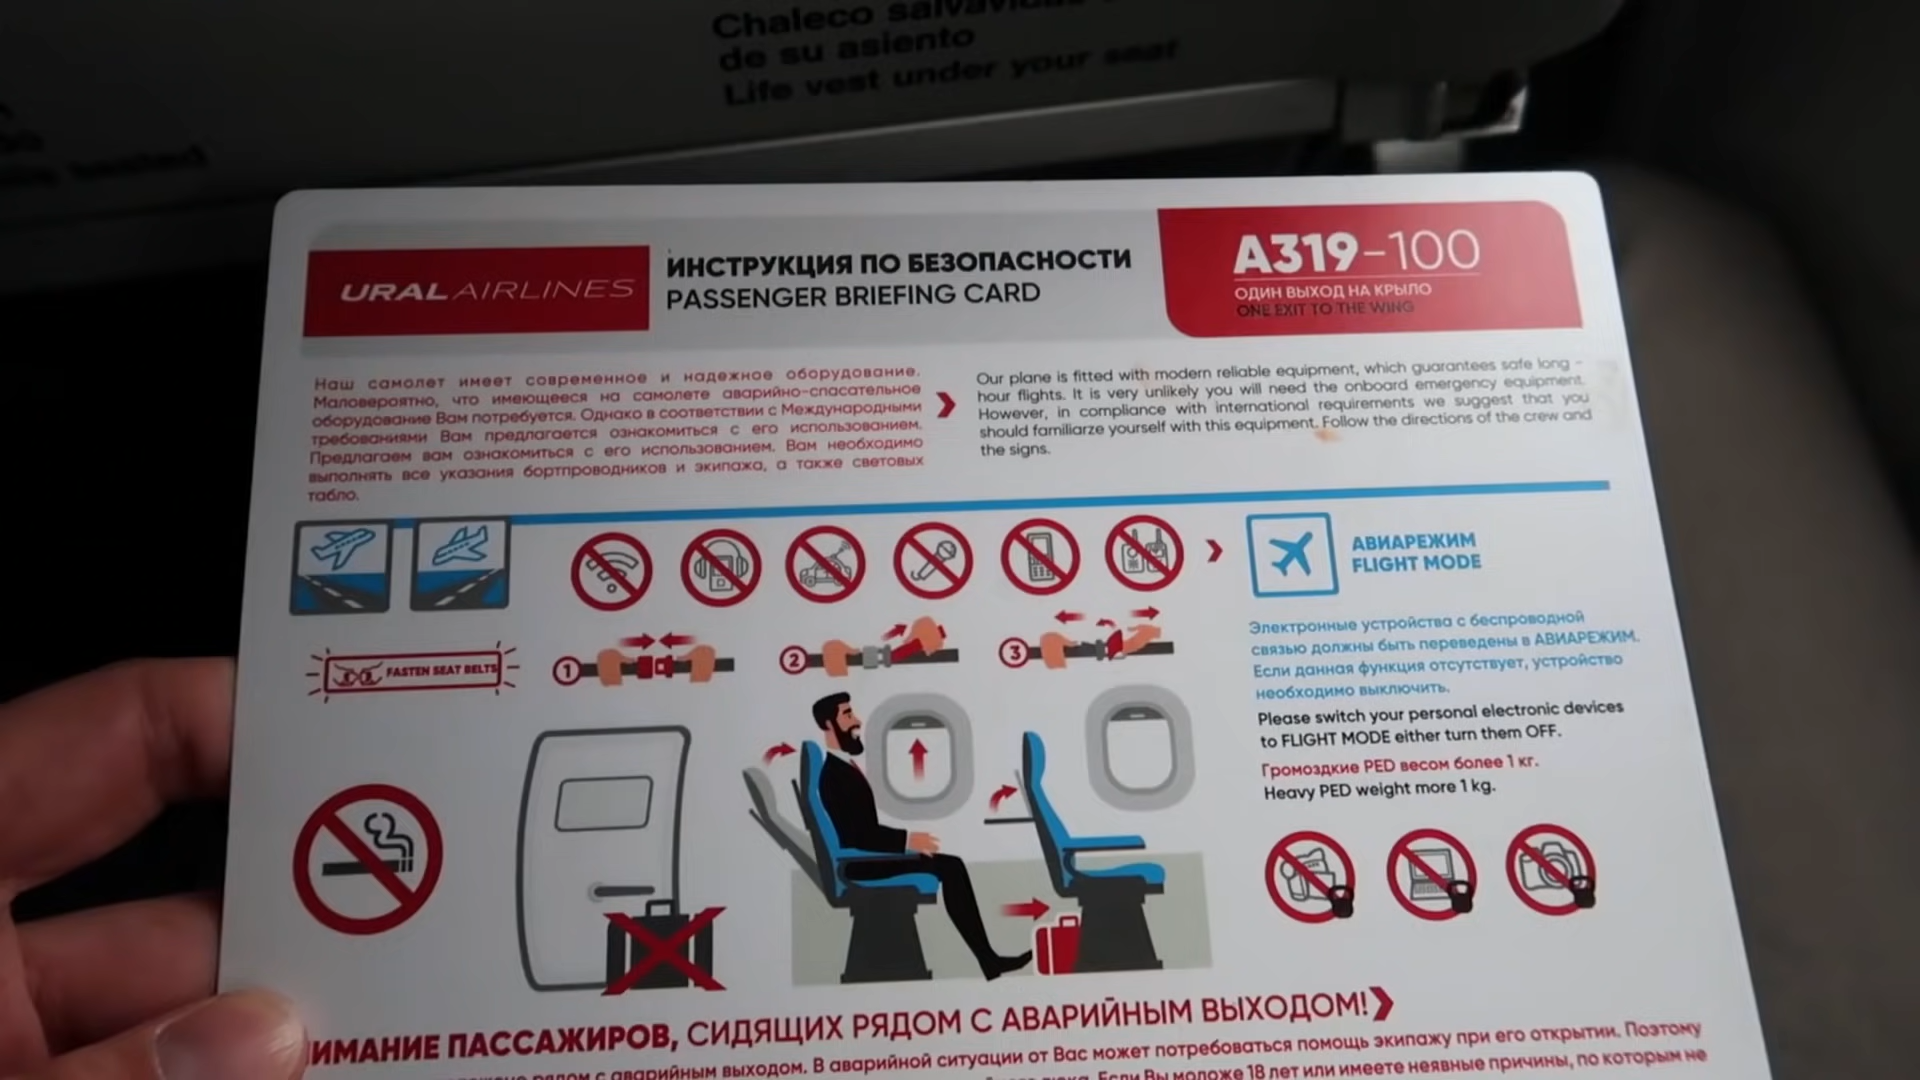 Chaleco salvavidas
de su asiento
Life vest under your seat
seated
URAL AIRLINES
ИНСТРУКЦИЯ ПО БЕЗОПАСНОСТИ
PASSENGER BRIEFING CARD
A319-100
ОДИН ВЫХОД НА КРЫЛО
ONE EXIT TO THE WING
Наш самолет имеет современное и надежное оборудование.
Маловероятно, что имеющееся на самолете аварийно-спасательное
оборудование Вам потребуется. Однако в соответствии с Международными
требованиями Вам предлагается ознакомиться с его использованием.
Предлагаем вам ознакомиться с его использованием. Вам необходимо
выполнять все указания бортпроводников и экипажа, а также световых
табло.
Our plane is fitted with modern reliable equipment, which guarantees safe long -
hour flights. It is very unlikely you will need the onboard emergency equipment.
However, in compliance with international requirements we suggest that you
should familiarze yourself with this equipment. Follow the directions of the crew and
the signs.
АВИАРЕЖИМ
FLIGHT MODE
FASTEN SEAT BELTS
1
2
3
Электронные устройства с беспроводной
связью должны быть переведены в АВИАРЕЖИМ.
Если данная функция отсутствует, устройство
необходимо выключить.
Please switch your personal electronic devices
to FLIGHT MODE either turn them OFF.
Громоздкие PED весом более 1 кг.
Heavy PED weight more 1 kg.
ИМАНИЕ ПАССАЖИРОВ, СИДЯЩИХ РЯДОМ С АВАРИЙНЫМ ВЫХОДОМ!
рядом с аварийным выходом. В аварийной ситуации от Вас может потребоваться помощь экипажу при его открытии. Поэтому
Если Вы моложе 18 лет или имеете неявные причины, по которым не